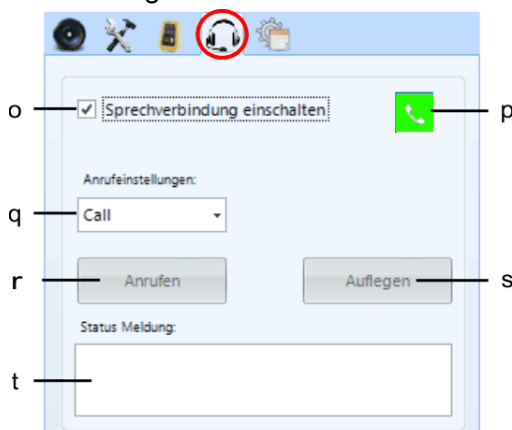 o Sprechverbindung einschalten p
Anrufeinstellungen:
q Call
r Anrufen Auflegen s
Status Meldung:
t